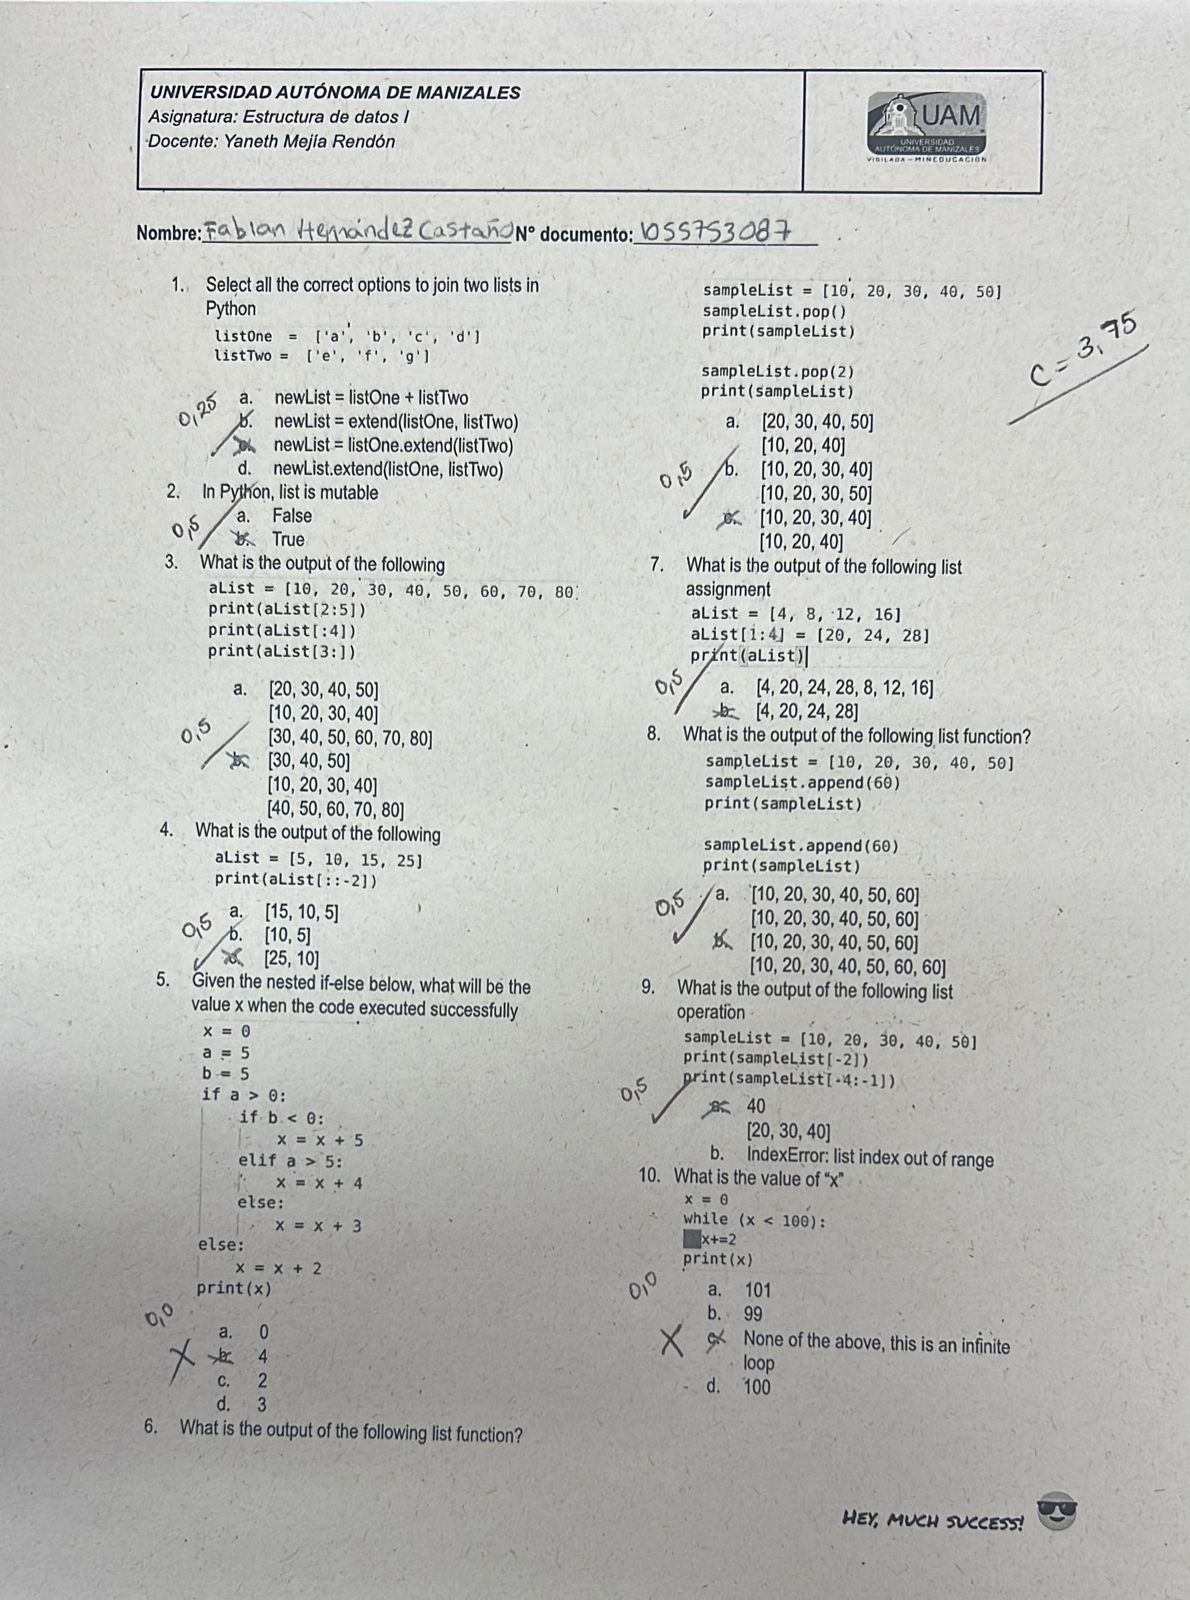 UNIVERSIDAD AUTÓNOMA DE MANIZALES
Asignatura: Estructura de datos I
Docente: Yaneth Mejía Rendón
UAM
UNIVERSIDAD
AUTÓNOMA DE MANIZALES
VIGILADA - MINEDUCACIÓN
Nombre: Fabian Hernández Castaño N° documento: 1055753087
1. Select all the correct options to join two lists in
Python
listOne = ['a', 'b', 'c', 'd']
listTwo = ['e', 'f', 'g']
0,25
a. newList = listOne + listTwo
b. newList = extend(listOne, listTwo)
c. newList = listOne.extend(listTwo)
d. newList.extend(listOne, listTwo)
2. In Python, list is mutable
0,5
a. False
b. True
3. What is the output of the following
aList = [10, 20, 30, 40, 50, 60, 70, 80]
print(aList[2:5])
print(aList[:4])
print(aList[3:])
0,5
a. [20, 30, 40, 50]
[10, 20, 30, 40]
[30, 40, 50, 60, 70, 80]
b. [30, 40, 50]
[10, 20, 30, 40]
[40, 50, 60, 70, 80]
4. What is the output of the following
aList = [5, 10, 15, 25]
print(aList[::-2])
0,5
a. [15, 10, 5]
b. [10, 5]
c. [25, 10]
5. Given the nested if-else below, what will be the
value x when the code executed successfully
x = 0
a = 5
b = 5
if a > 0:
if b < 0:
x = x + 5
elif a > 5:
x = x + 4
else:
x = x + 3
else:
x = x + 2
print(x)
0,0
a. 0
b. 4
c. 2
d. 3
6. What is the output of the following list function?
sampleList = [10, 20, 30, 40, 50]
sampleList.pop()
print(sampleList)
C = 3,75
sampleList.pop(2)
print(sampleList)
0,5
a. [20, 30, 40, 50]
[10, 20, 40]
b. [10, 20, 30, 40]
[10, 20, 30, 50]
c. [10, 20, 30, 40]
[10, 20, 40]
7. What is the output of the following list
assignment
aList = [4, 8, 12, 16]
aList[1:4] = [20, 24, 28]
print(aList)
0,5
a. [4, 20, 24, 28, 8, 12, 16]
b. [4, 20, 24, 28]
8. What is the output of the following list function?
sampleList = [10, 20, 30, 40, 50]
sampleList.append(60)
print(sampleList)
sampleList.append(60)
print(sampleList)
0,5
a. [10, 20, 30, 40, 50, 60]
[10, 20, 30, 40, 50, 60]
b. [10, 20, 30, 40, 50, 60]
[10, 20, 30, 40, 50, 60, 60]
9. What is the output of the following list
operation
sampleList = [10, 20, 30, 40, 50]
print(sampleList[-2])
print(sampleList[-4:-1])
0,5
a. 40
[20, 30, 40]
b. IndexError: list index out of range
10. What is the value of "x"
x = 0
while (x < 100):
x+=2
print(x)
0,0
a. 101
b. 99
c. None of the above, this is an infinite
loop
d. 100
HEY, MUCH SUCCESS!